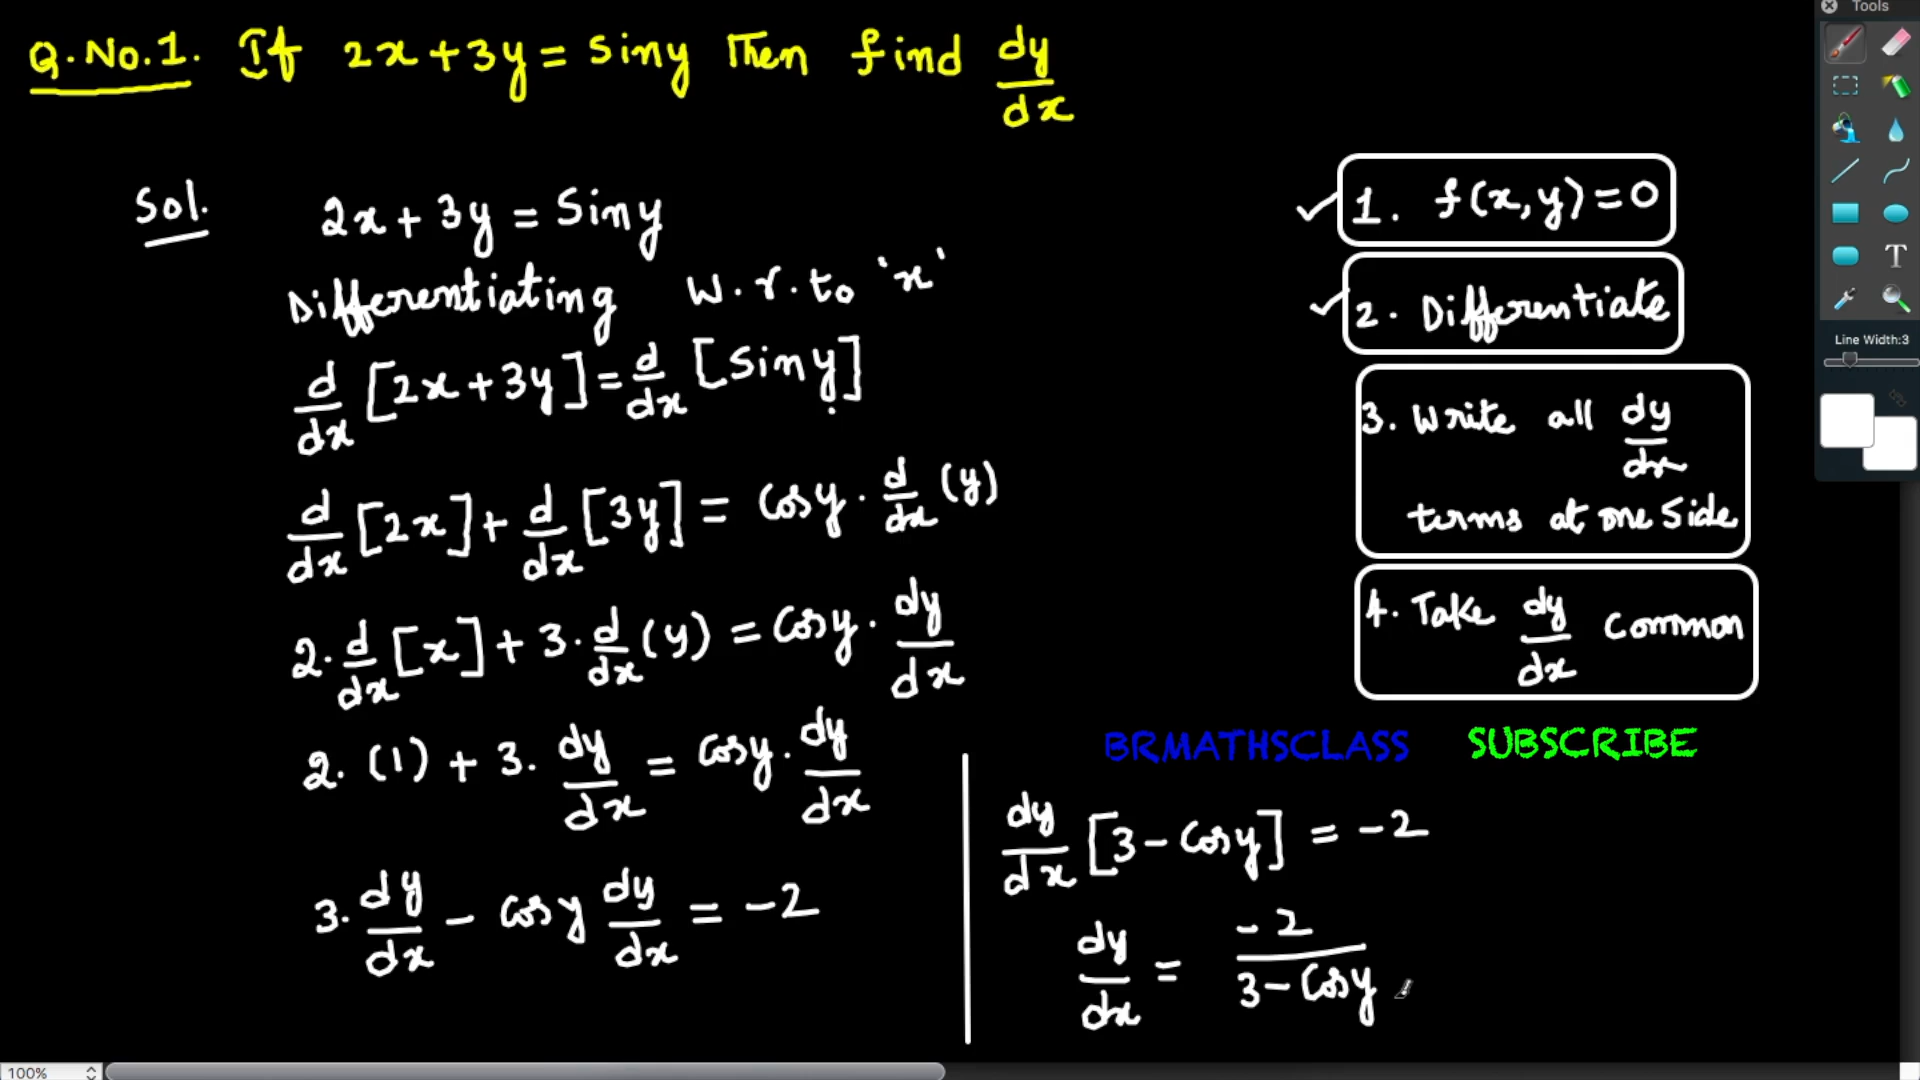 Q.No.1. If 2x+3y=Siny Then find dy/dx
Sol. 2x+3y=Siny
Differentiating w.r.to 'x'
d/dx [2x+3y]=d/dx [Siny]
d/dx [2x]+d/dx [3y]= Cosy. d/dx (y)
2.d/dx [x]+3.d/dx (y)=Cosy. dy/dx
2.(1)+3. dy/dx = Cosy. dy/dx
3.dy/dx - Cosy dy/dx = -2
✓1. f(x,y)=0
✓2. Differentiate
3. Write all dy/dx
terms at one side
4. Take dy/dx common
BRMATHSCLASS SUBSCRIBE
dy/dx [3-Cosy] = -2
dy/dx = -2/3-Cosy
Tools
T
Line Width:3
100%